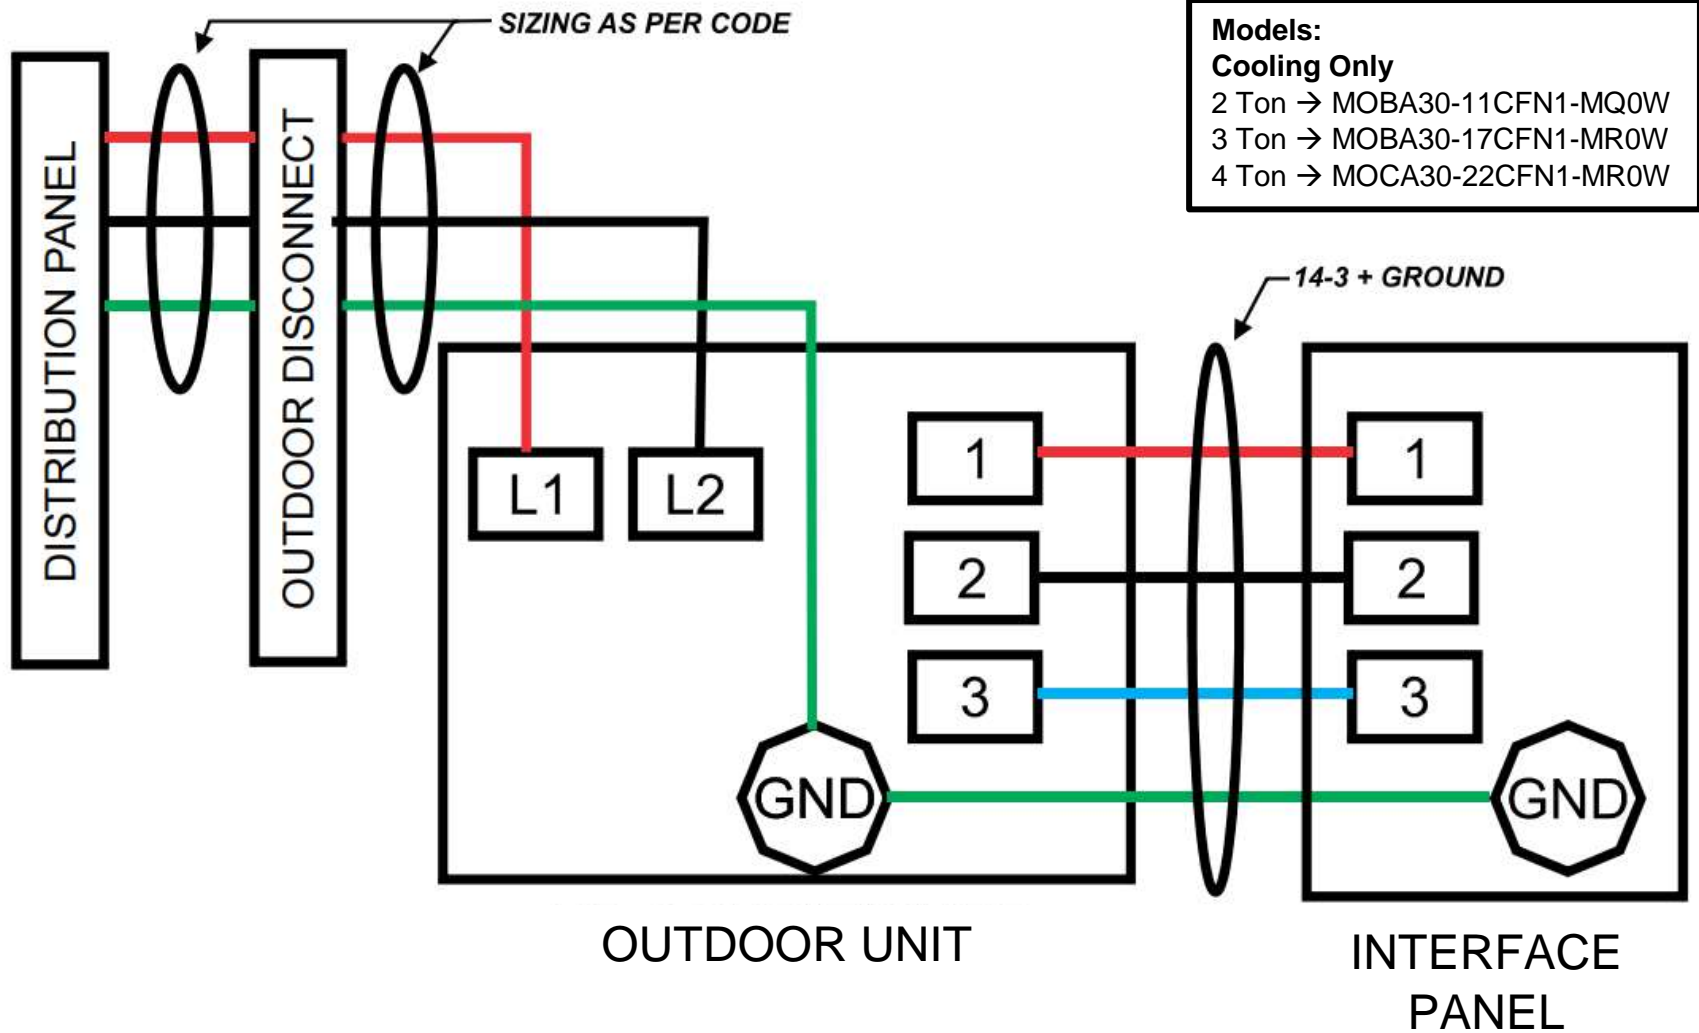 SIZING AS PER CODE
Models:
Cooling Only
2 Ton → MOBA30-11CFN1-MQ0W
3 Ton → MOBA30-17CFN1-MR0W
4 Ton → MOCA30-22CFN1-MR0W
DISTRIBUTION PANEL
OUTDOOR DISCONNECT
14-3 + GROUND
L1
L2
1
2
3
GND
1
2
3
GND
OUTDOOR UNIT
INTERFACE
PANEL